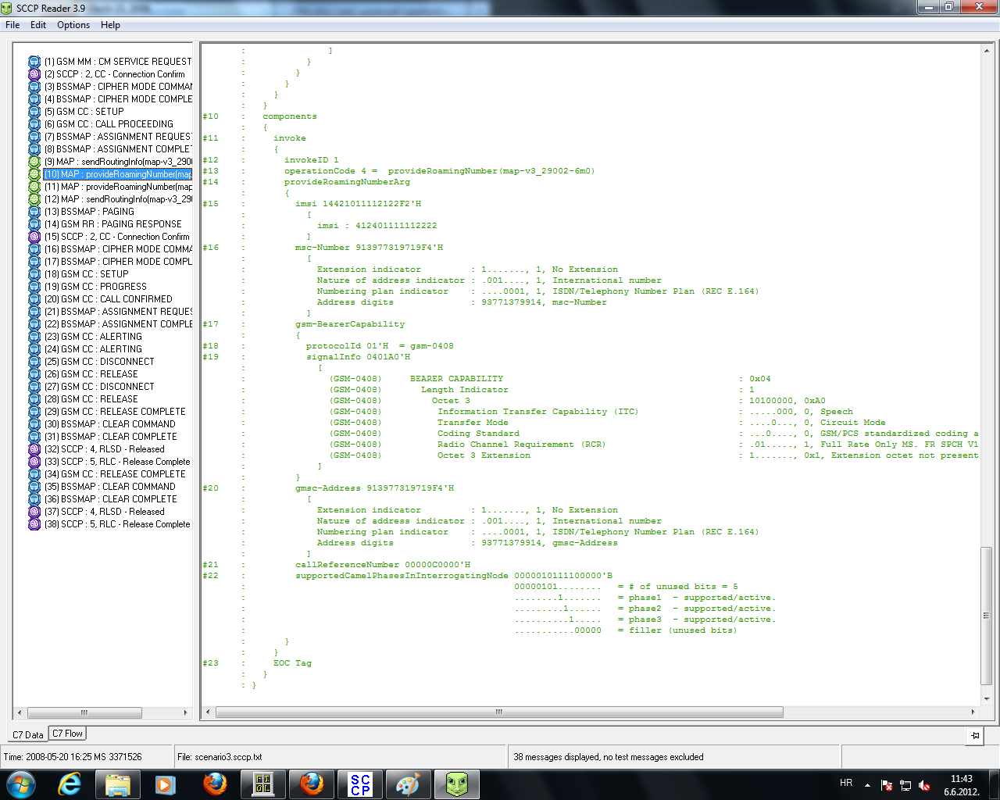 SCCP Reader 3.9
File Edit Options Help
(1) GSM MM : CM SERVICE REQUEST
(2) SCCP : 2, CC - Connection Confirm
(3) BSSMAP : CIPHER MODE COMMAN
(4) BSSMAP : CIPHER MODE COMPLE
(5) GSM CC : SETUP
(6) GSM CC : CALL PROCEEDING
(7) BSSMAP : ASSIGNMENT REQUEST
(8) BSSMAP : ASSIGNMENT COMPLET
(9) MAP : sendRoutingInfo(map-v3_290
(10) MAP : provideRoamingNumber(map
(11) MAP : provideRoamingNumber(map
(12) MAP : sendRoutingInfo(map-v3_29
(13) BSSMAP : PAGING
(14) GSM RR : PAGING RESPONSE
(15) SCCP : 2, CC - Connection Confirm
(16) BSSMAP : CIPHER MODE COMMA
(17) BSSMAP : CIPHER MODE COMPL
(18) GSM CC : SETUP
(19) GSM CC : PROGRESS
(20) GSM CC : CALL CONFIRMED
(21) BSSMAP : ASSIGNMENT REQUES
(22) BSSMAP : ASSIGNMENT COMPLE
(23) GSM CC : ALERTING
(24) GSM CC : ALERTING
(25) GSM CC : DISCONNECT
(26) GSM CC : RELEASE
(27) GSM CC : DISCONNECT
(28) GSM CC : RELEASE
(29) GSM CC : RELEASE COMPLETE
(30) BSSMAP : CLEAR COMMAND
(31) BSSMAP : CLEAR COMPLETE
(32) SCCP : 4, RLSD - Released
(33) SCCP : 5, RLC - Release Complete
(34) GSM CC : RELEASE COMPLETE
(35) BSSMAP : CLEAR COMMAND
(36) BSSMAP : CLEAR COMPLETE
(37) SCCP : 4, RLSD - Released
(38) SCCP : 5, RLC - Release Complete
: ]
: }
: }
: }
: }
: }
#10 : components
: {
#11 : invoke
: {
#12 : invokeID 1
#13 : operationCode 4 = provideRoamingNumber(map-v3_29002-6m0)
#14 : provideRoamingNumberArg
: {
#15 : imsi 14421011112122F2'H
: [
: imsi : 412401111112222
: ]
#16 : msc-Number 913977319719F4'H
: [
: Extension indicator : 1......., 1, No Extension
: Nature of address indicator : .001...., 1, International number
: Numbering plan indicator : ....0001, 1, ISDN/Telephony Number Plan (REC E.164)
: Address digits : 93771379914, msc-Number
: ]
#17 : gsm-BearerCapability
: {
#18 : protocolId 01'H = gsm-0408
#19 : signalInfo 0401A0'H
: [
: (GSM-0408) BEARER CAPABILITY : 0x04
: (GSM-0408) Length Indicator : 1
: (GSM-0408) Octet 3 : 10100000, 0xA0
: (GSM-0408) Information Transfer Capability (ITC) : .....000, 0, Speech
: (GSM-0408) Transfer Mode : ....0..., 0, Circuit Mode
: (GSM-0408) Coding Standard : ...0...., 0, GSM/PCS standardized coding a
: (GSM-0408) Radio Channel Requirement (RCR) : .01....., 1, Full Rate Only MS. FR SPCH V1
: (GSM-0408) Octet 3 Extension : 1......., 0x1, Extension octet not present
: ]
: }
#20 : gmsc-Address 913977319719F4'H
: [
: Extension indicator : 1......., 1, No Extension
: Nature of address indicator : .001...., 1, International number
: Numbering plan indicator : ....0001, 1, ISDN/Telephony Number Plan (REC E.164)
: Address digits : 93771379914, gmsc-Address
: ]
#21 : callReferenceNumber 00000C0000'H
#22 : supportedCamelPhasesInInterrogatingNode 0000010111100000'B
: 00000101........ = # of unused bits = 5
: ........1....... = phase1 - supported/active.
: .........1...... = phase2 - supported/active.
: ..........1..... = phase3 - supported/active.
: ...........00000 = filler (unused bits)
: }
: }
#23 : EOC Tag
: }
: }
C7 Data C7 Flow
Time: 2008-05-20 16:25 MS 3371526 File: scenario3.sccp.txt 38 messages displayed, no test messages excluded
SC
CP
HR
11:43
6.6.2012.